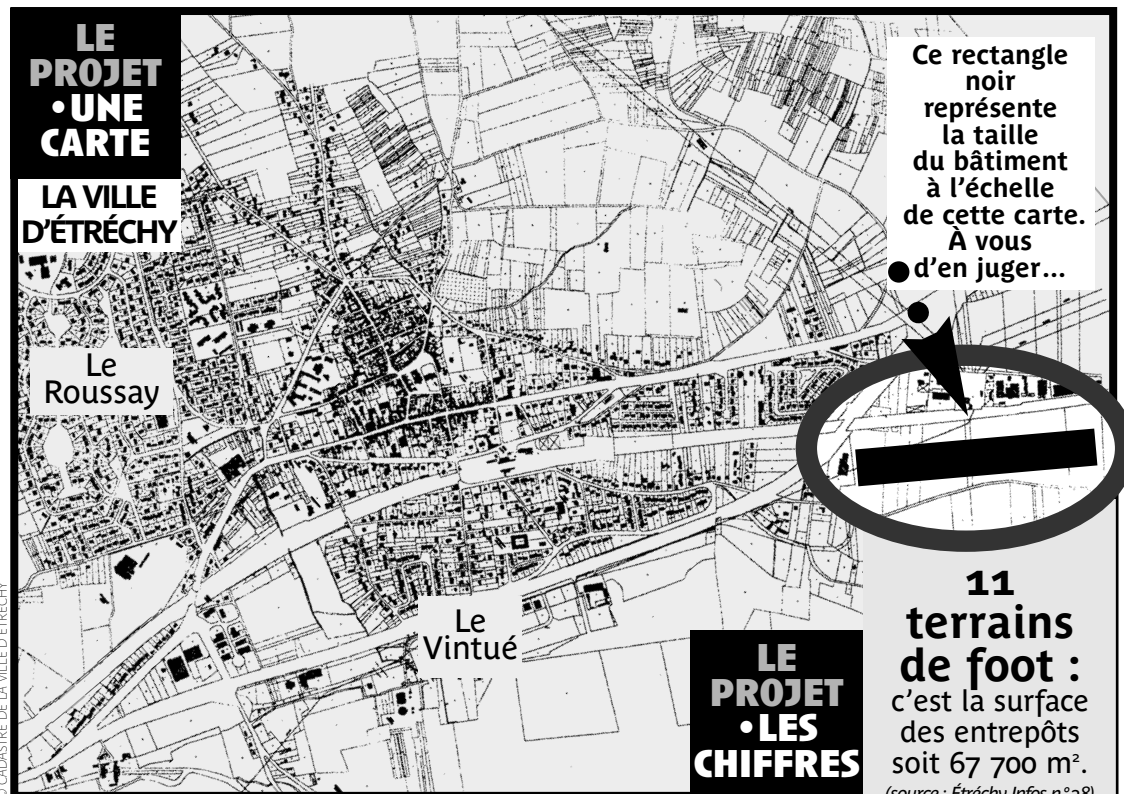 LE
PROJET
• UNE
CARTE
LA VILLE
D'ÉTRÉCHY
Ce rectangle
noir
représente
la taille
du bâtiment
à l'échelle
de cette carte.
À vous
d'en juger...
Le
Roussay
Le
Vintué
LE
PROJET
• LES
CHIFFRES
11
terrains
de foot :
c'est la surface
des entrepôts
soit 67 700 m².
(source : Étréchy Infos n°28)
© CADASTRE DE LA VILLE D'ÉTRÉCHY